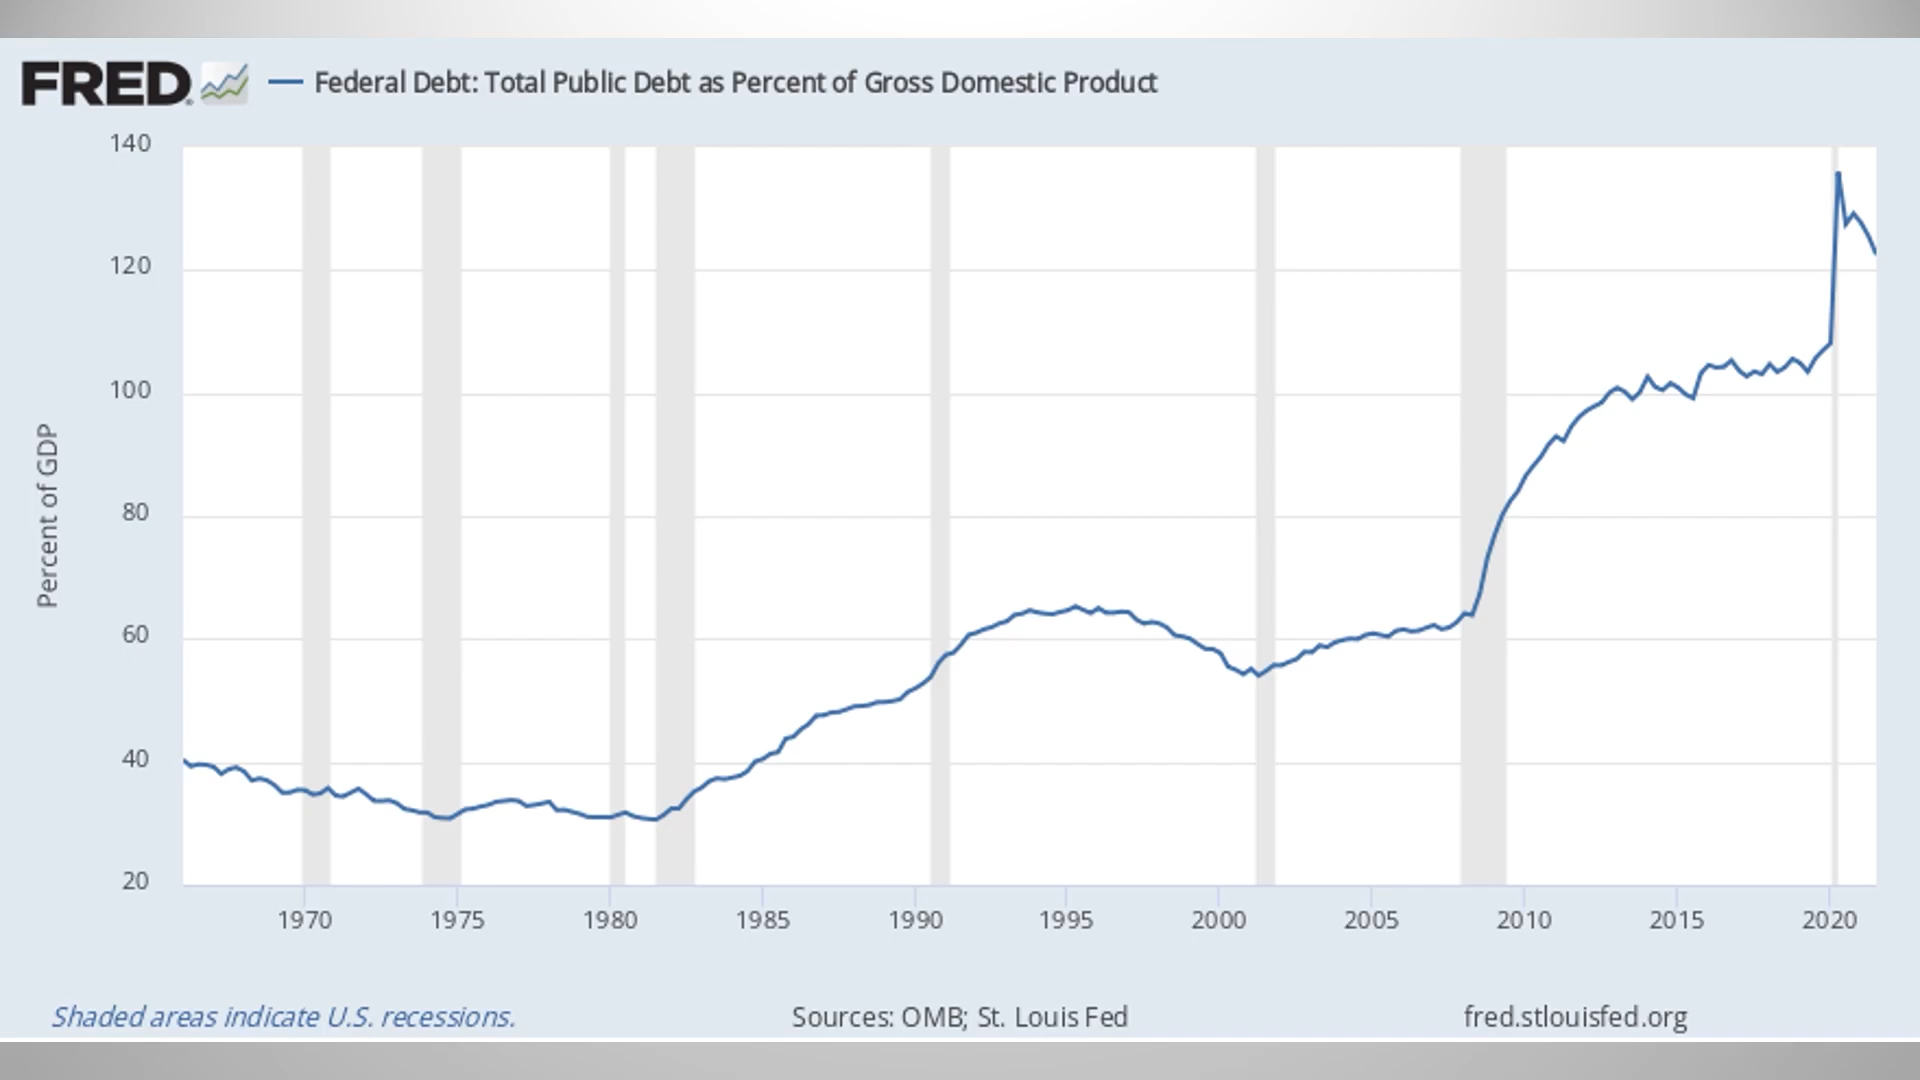 FRED Federal Debt: Total Public Debt as Percent of Gross Domestic Product
140
120
100
80
60
40
20
Percent of GDP
1970 1975 1980 1985 1990 1995 2000 2005 2010 2015 2020
Shaded areas indicate U.S. recessions. Sources: OMB; St. Louis Fed fred.stlouisfed.org